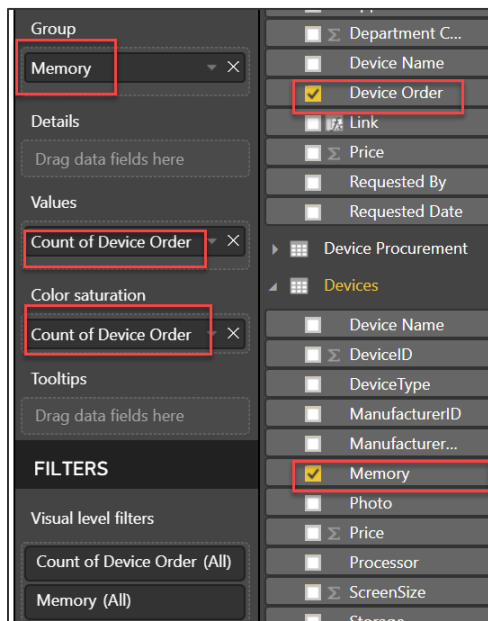 Group
Memory
Details
Drag data fields here
Values
Count of Device Order
Color saturation
Count of Device Order
Tooltips
Drag data fields here
FILTERS
Visual level filters
Count of Device Order (All)
Memory (All)
Department C...
Device Name
Device Order
Link
Price
Requested By
Requested Date
Device Procurement
Devices
Device Name
DeviceID
DeviceType
ManufacturerID
Manufacturer...
Memory
Photo
Price
Processor
ScreenSize
Storage